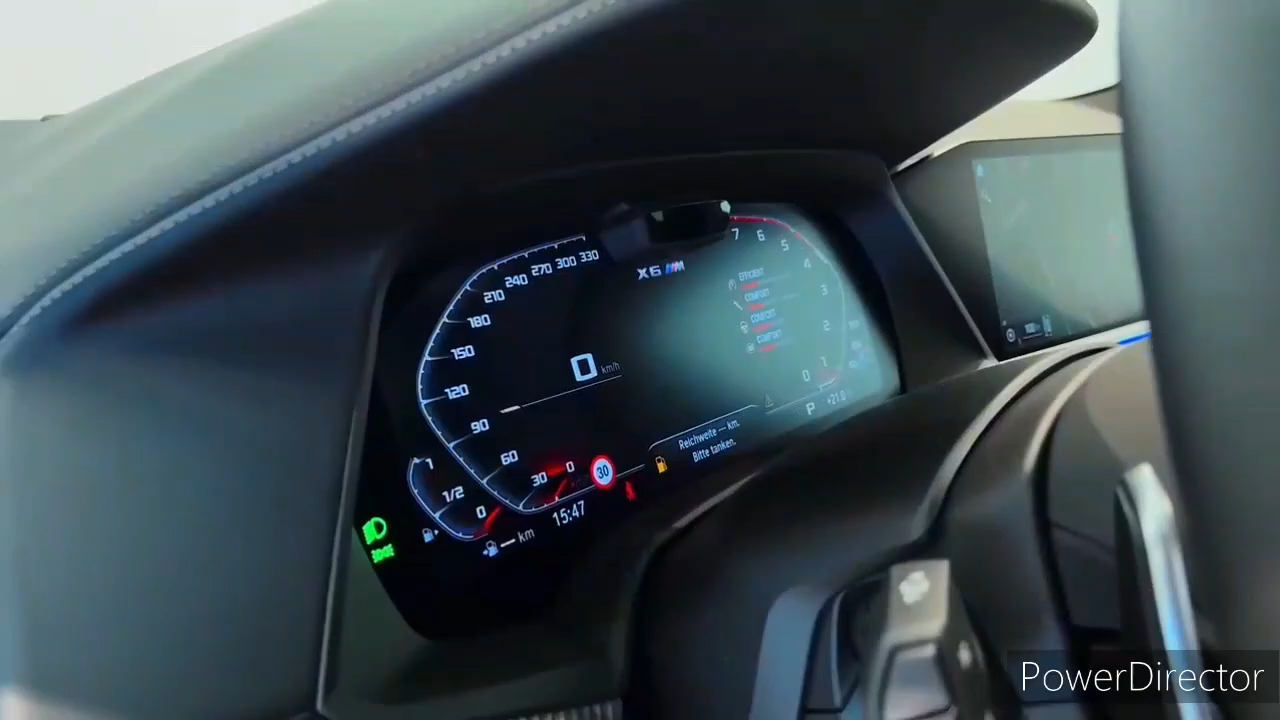 330
300
270
240
210
180
150
120
90
60
30
0
X6 M
0 km/h
7
6
5
4
3
2
1
0
EFFICIENT
COMFORT
COMFORT
COMFORT
P
+21.0
Reichweite --- km.
Bitte tanken.
30
15:47
1
1/2
0
--- km
PowerDirector